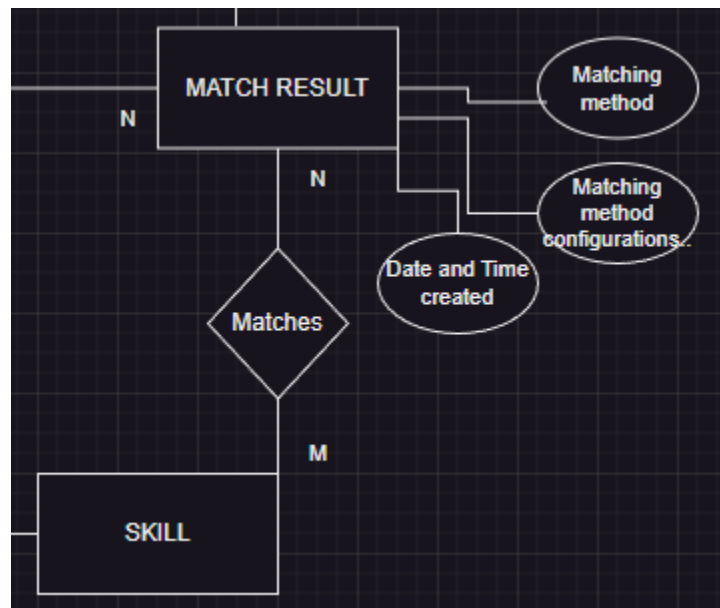 MATCH RESULT
Matching
method
N
N
Matching
method
configurations..
Date and Time
created
Matches
M
SKILL